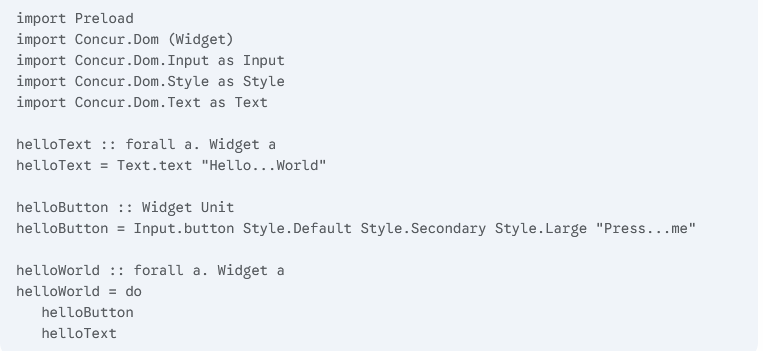 import Preload
import Concur.Dom (Widget)
import Concur.Dom.Input as Input
import Concur.Dom.Style as Style
import Concur.Dom.Text as Text

helloText :: forall a. Widget a
helloText = Text.text "Hello...World"

helloButton :: Widget Unit
helloButton = Input.button Style.Default Style.Secondary Style.Large "Press...me"

helloWorld :: forall a. Widget a
helloWorld = do
   helloButton
   helloText